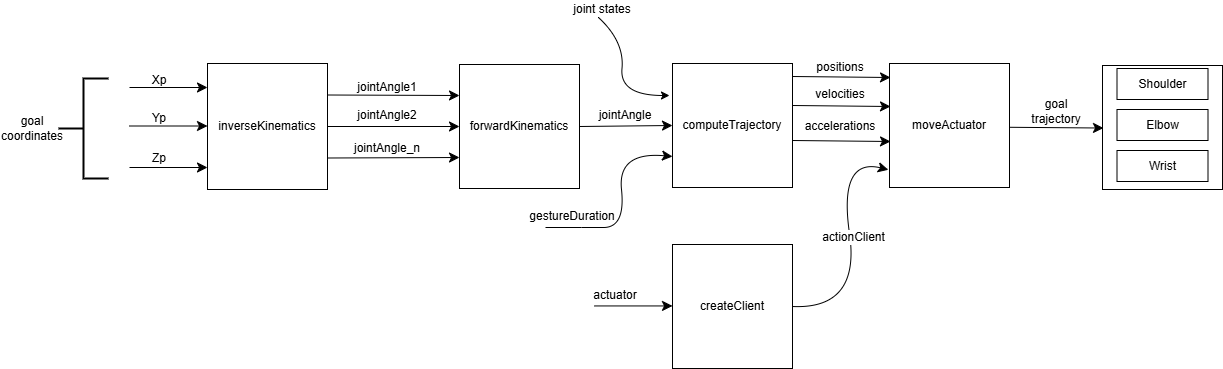 joint states
goal
coordinates
Xp
Yp
Zp
inverseKinematics
jointAngle1
jointAngle2
jointAngle_n
forwardKinematics
jointAngle
gestureDuration
computeTrajectory
positions
velocities
accelerations
moveActuator
goal
trajectory
Shoulder
Elbow
Wrist
actuator
createClient
actionClient